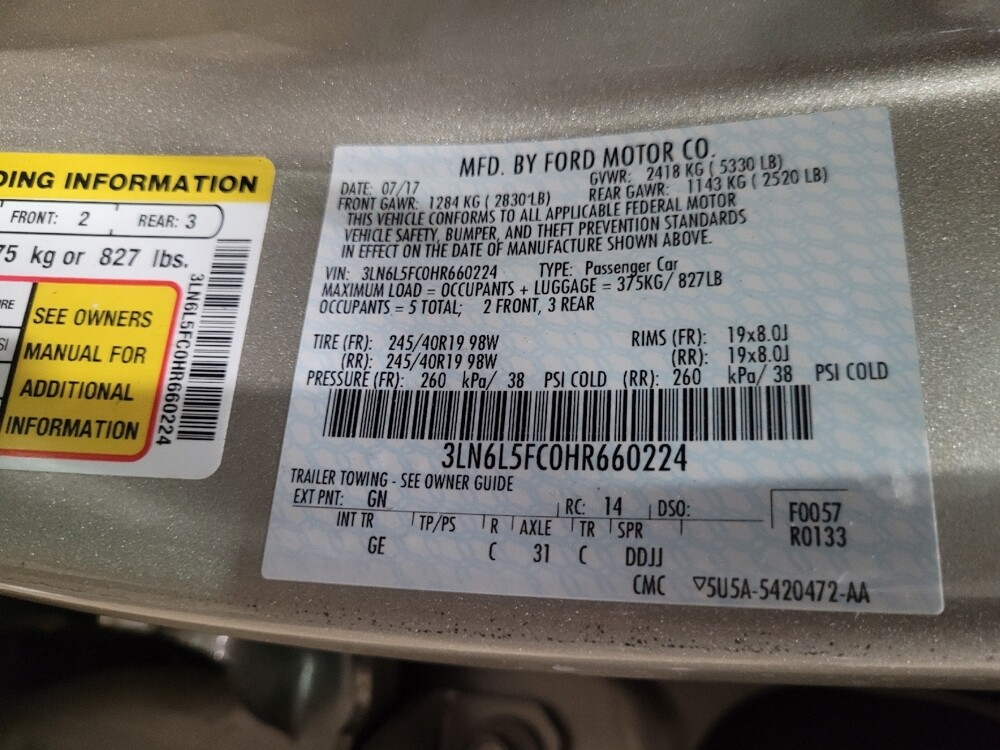 DING INFORMATION
FRONT: 2 REAR: 3
75 kg or 827 lbs.
SEE OWNERS
MANUAL FOR
ADDITIONAL
INFORMATION
3LN6L5FC0HR660224
MFD. BY FORD MOTOR CO.
DATE: 07/17 GVWR: 2418 KG ( 5330 LB)
FRONT GAWR: 1284 KG ( 2830 LB) REAR GAWR: 1143 KG ( 2520 LB)
THIS VEHICLE CONFORMS TO ALL APPLICABLE FEDERAL MOTOR
VEHICLE SAFETY, BUMPER, AND THEFT PREVENTION STANDARDS
IN EFFECT ON THE DATE OF MANUFACTURE SHOWN ABOVE.
VIN: 3LN6L5FC0HR660224 TYPE: Passenger Car
MAXIMUM LOAD = OCCUPANTS + LUGGAGE = 375KG/ 827LB
OCCUPANTS = 5 TOTAL; 2 FRONT, 3 REAR
TIRE (FR): 245/40R19 98W RIMS (FR): 19x8.0J
(RR): 245/40R19 98W (RR): 19x8.0J
PRESSURE (FR): 260 kPa/ 38 PSI COLD (RR): 260 kPa/ 38 PSI COLD
3LN6L5FC0HR660224
TRAILER TOWING - SEE OWNER GUIDE
EXT PNT: GN RC: 14 DSO:
INT TR TP/PS R AXLE TR SPR
GE C 31 C DDJJ
F0057
R0133
CMC ▽5U5A-5420472-AA